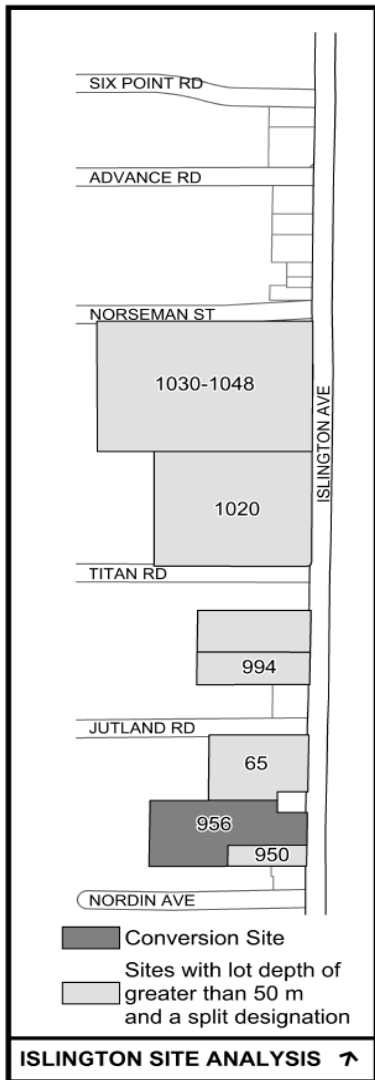 SIX POINT RD
ADVANCE RD
NORSEMAN ST
1030-1048
ISLINGTON AVE
1020
TITAN RD
994
JUTLAND RD
65
956
950
NORDIN AVE
Conversion Site
Sites with lot depth of
greater than 50 m
and a split designation
ISLINGTON SITE ANALYSIS